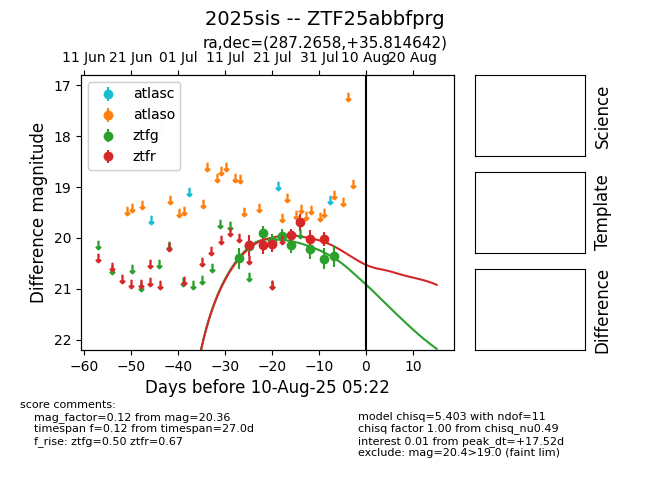 2025sis -- ZTF25abbfprg
ra,dec=(287.2658,+35.814642)
11 Jun 21 Jun 01 Jul 11 Jul 21 Jul 31 Jul 10 Aug 20 Aug
atlasc
atlaso
ztfg
ztfr
17
18
19
20
21
22
Difference magnitude
−60 −50 −40 −30 −20 −10 0 10
Days before 10-Aug-25 05:22
Science
Template
Difference
score comments:
mag_factor=0.12 from mag=20.36
timespan f=0.12 from timespan=27.0d
f_rise: ztfg=0.50 ztfr=0.67
model chisq=5.403 with ndof=11
chisq factor 1.00 from chisq_nu0.49
interest 0.01 from peak_dt=+17.52d
exclude: mag=20.4>19.0 (faint lim)